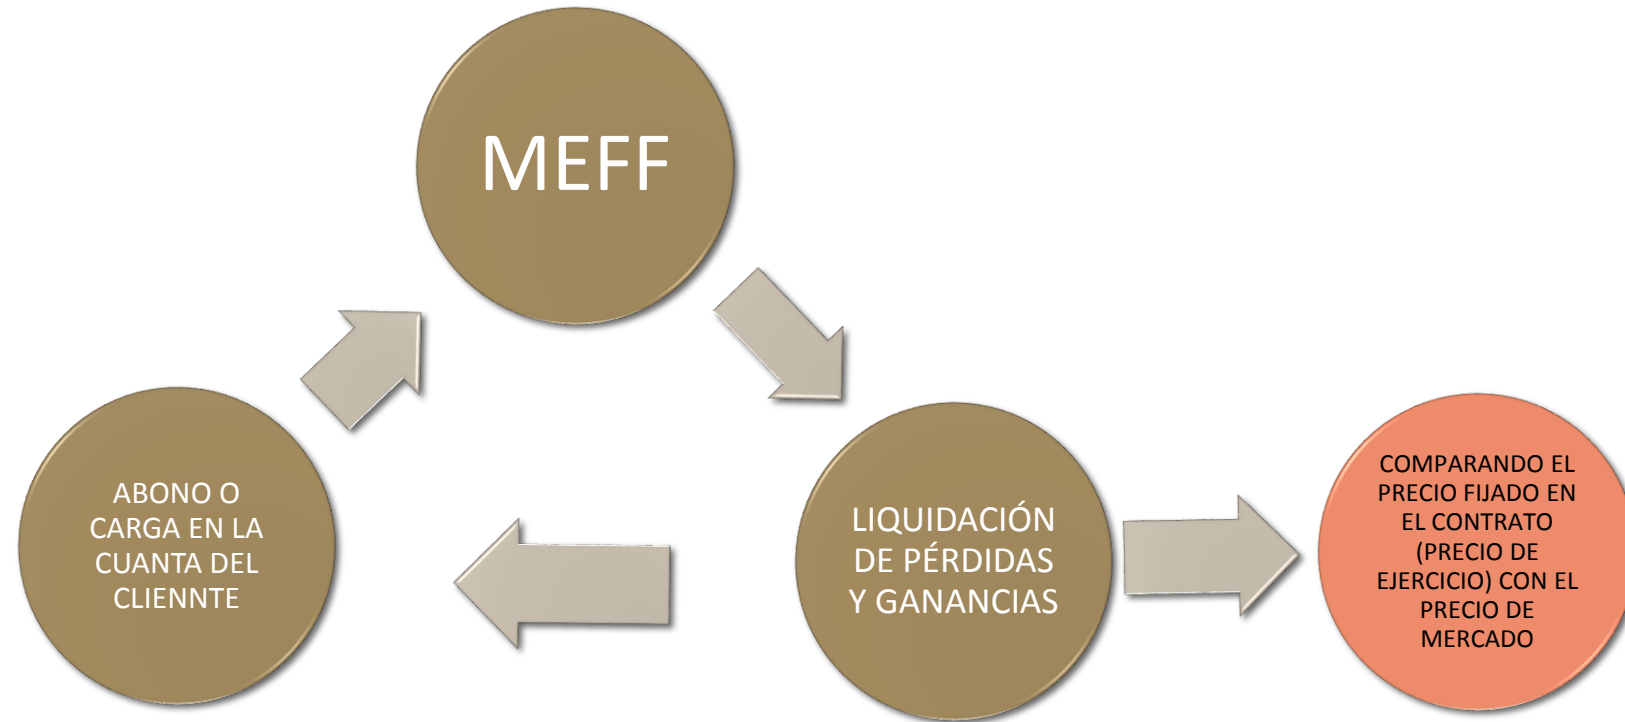 MEFF
ABONO O
CARGA EN LA
CUANTA DEL
CLIENNTE
LIQUIDACIÓN
DE PÉRDIDAS
Y GANANCIAS
COMPARANDO EL
PRECIO FIJADO EN
EL CONTRATO
(PRECIO DE
EJERCICIO) CON EL
PRECIO DE
MERCADO